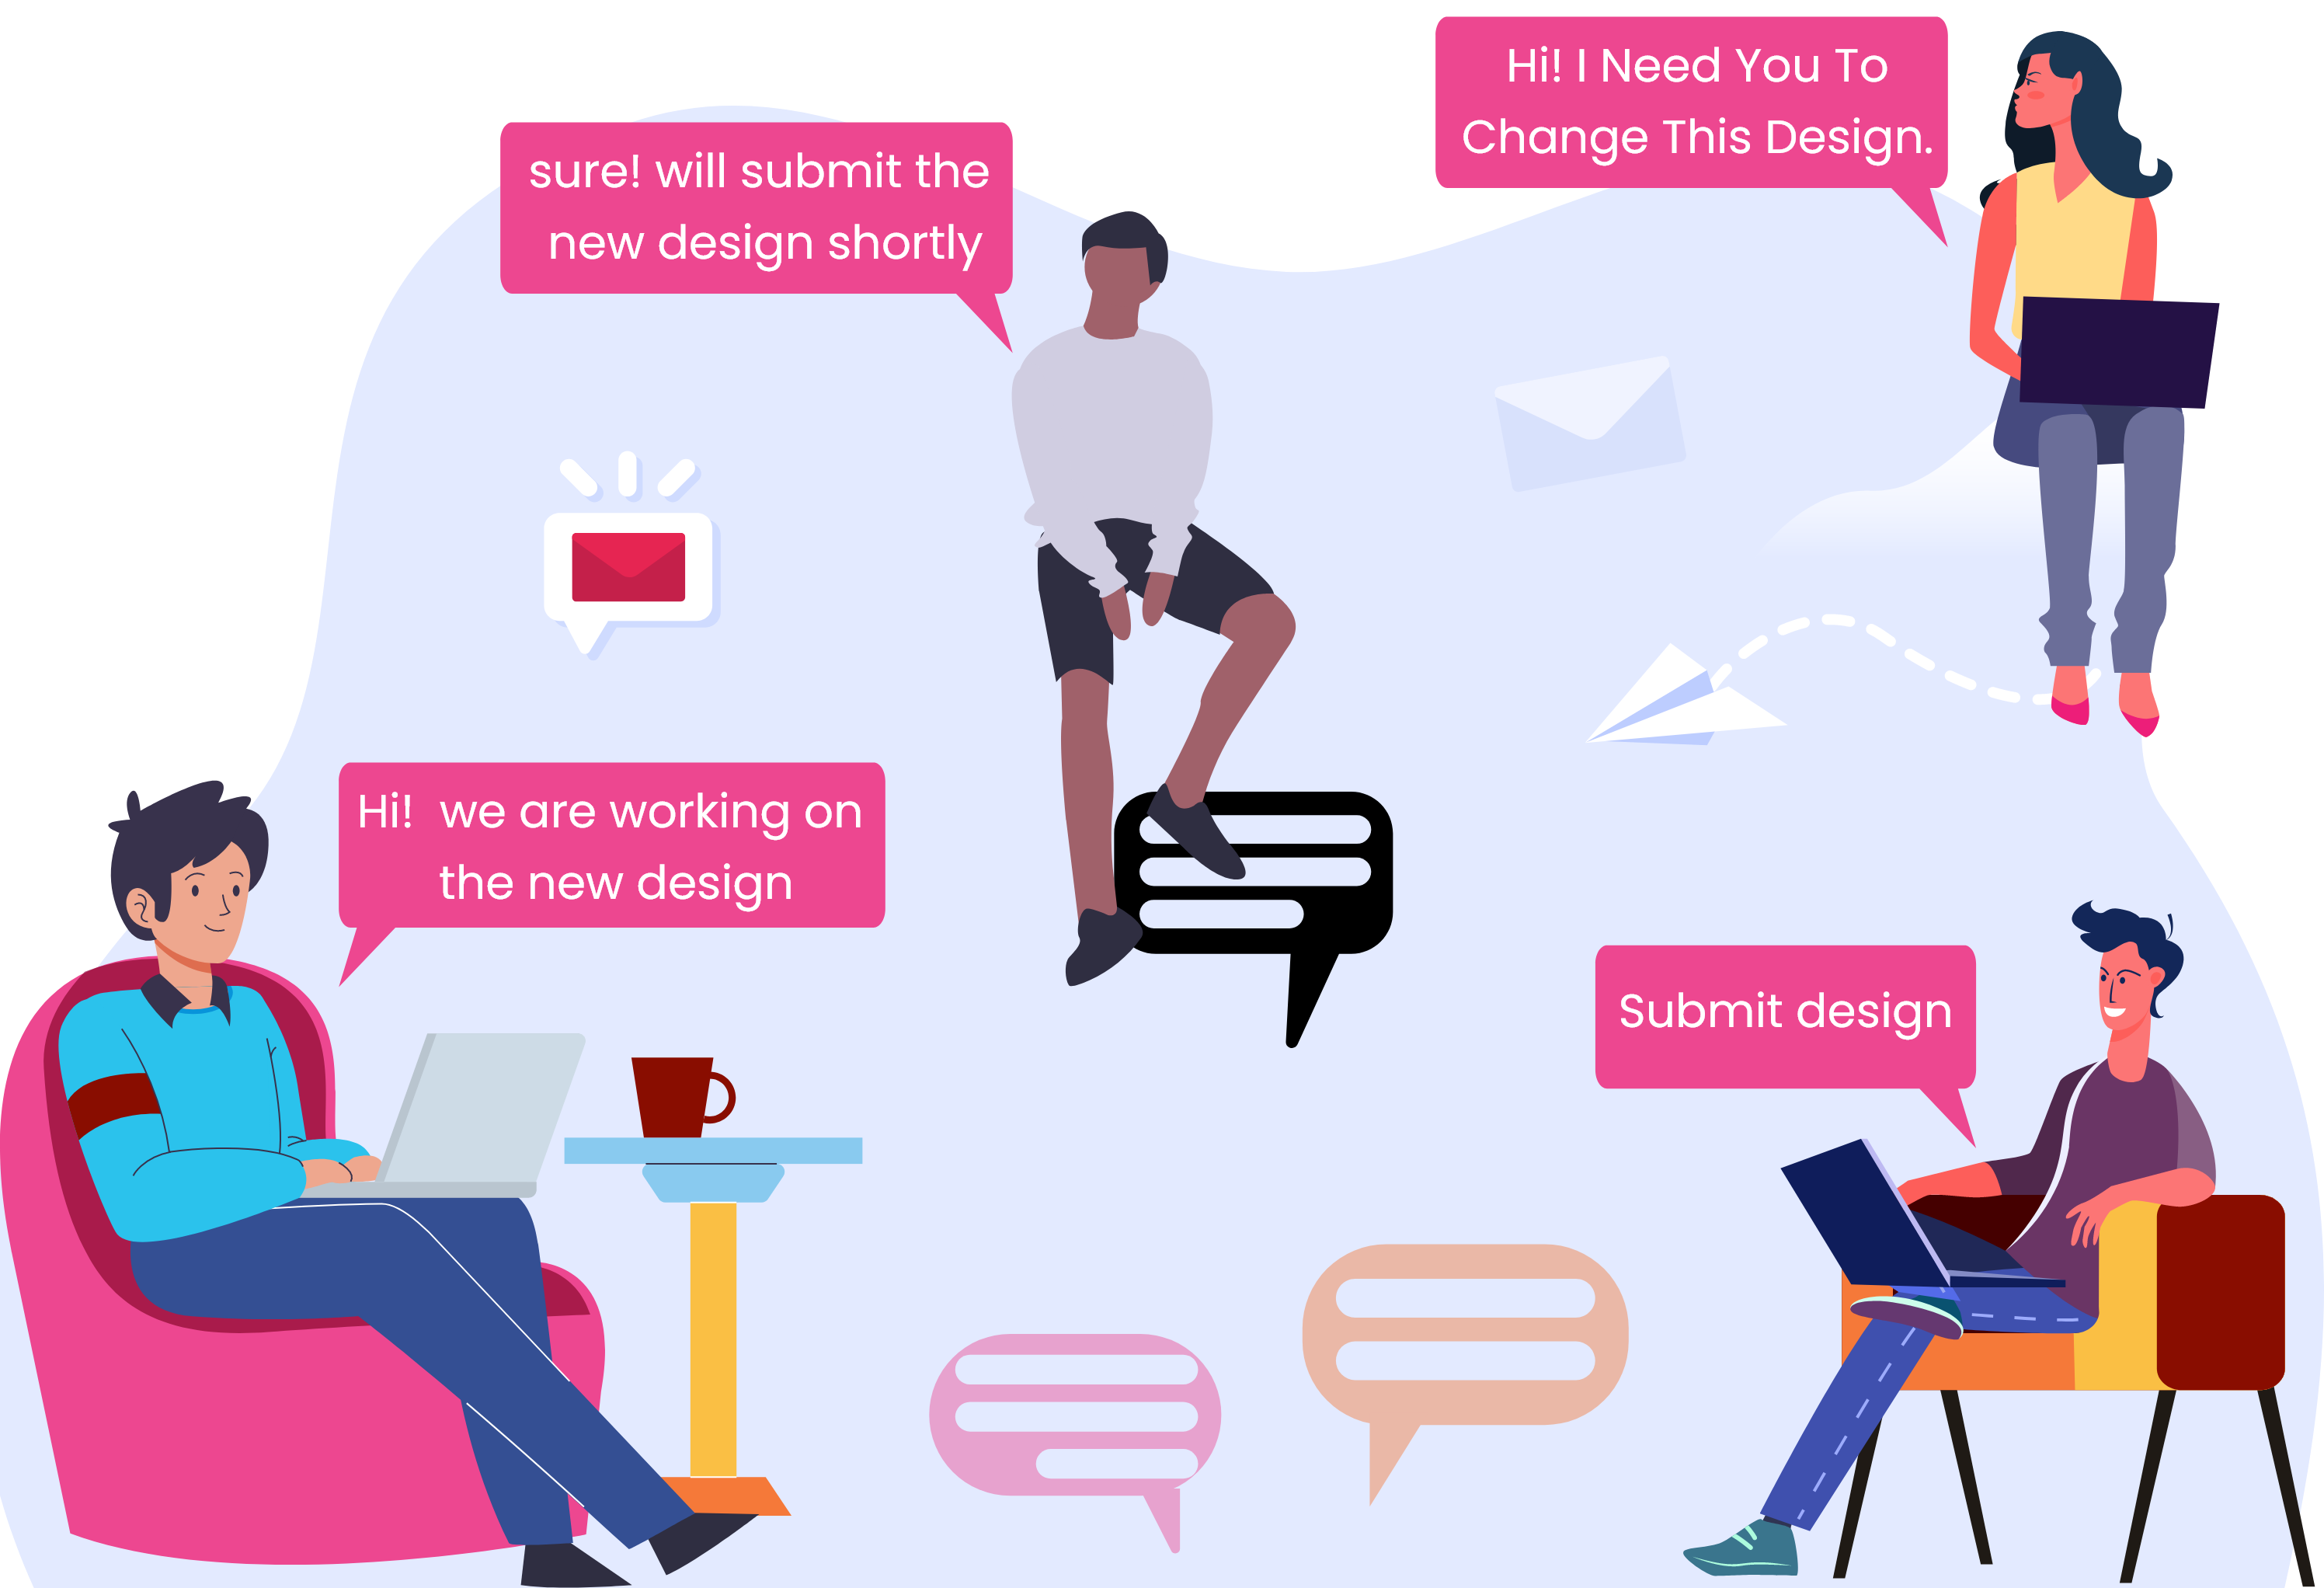 Hi! I Need You To
Change This Design.
sure! will submit the
new design shortly
Hi! we are working on
the new design
Submit design